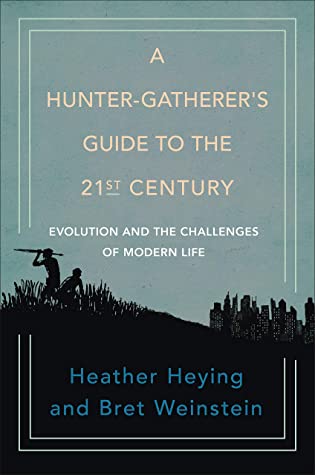 A
HUNTER-GATHERER'S
GUIDE TO THE
21ST CENTURY
EVOLUTION AND THE CHALLENGES
OF MODERN LIFE
Heather Heying
and Bret Weinstein